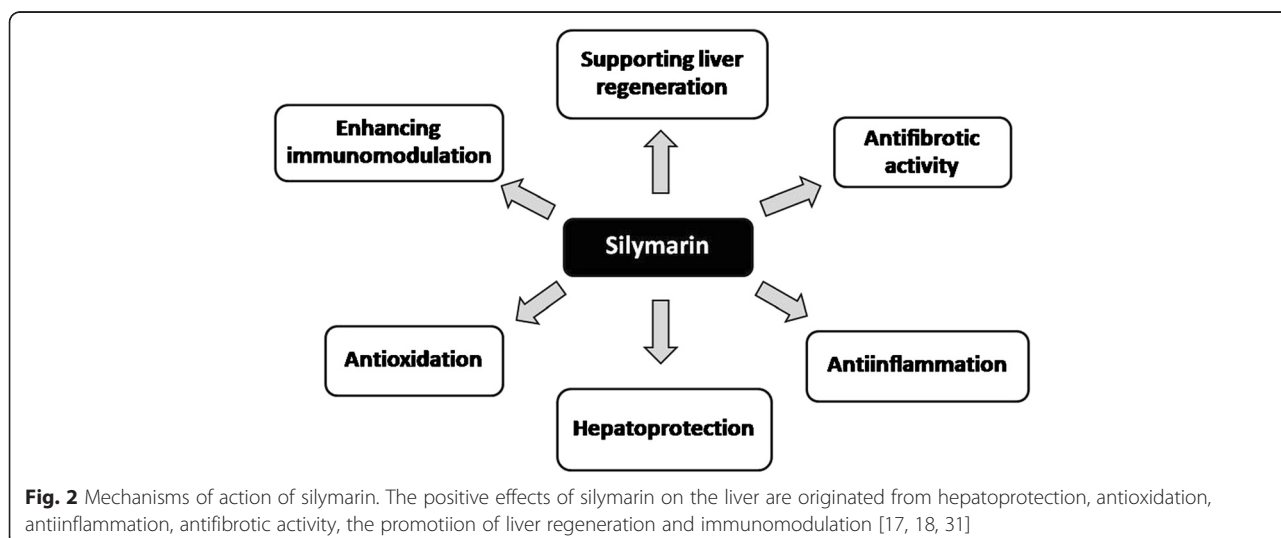 Supporting liver
regeneration
Enhancing
immunomodulation
Antifibrotic
activity
Silymarin
Antioxidation
Antiinflammation
Hepatoprotection
Fig. 2 Mechanisms of action of silymarin. The positive effects of silymarin on the liver are originated from hepatoprotection, antioxidation,
antiinflammation, antifibrotic activity, the promotiion of liver regeneration and immunomodulation [17, 18, 31]